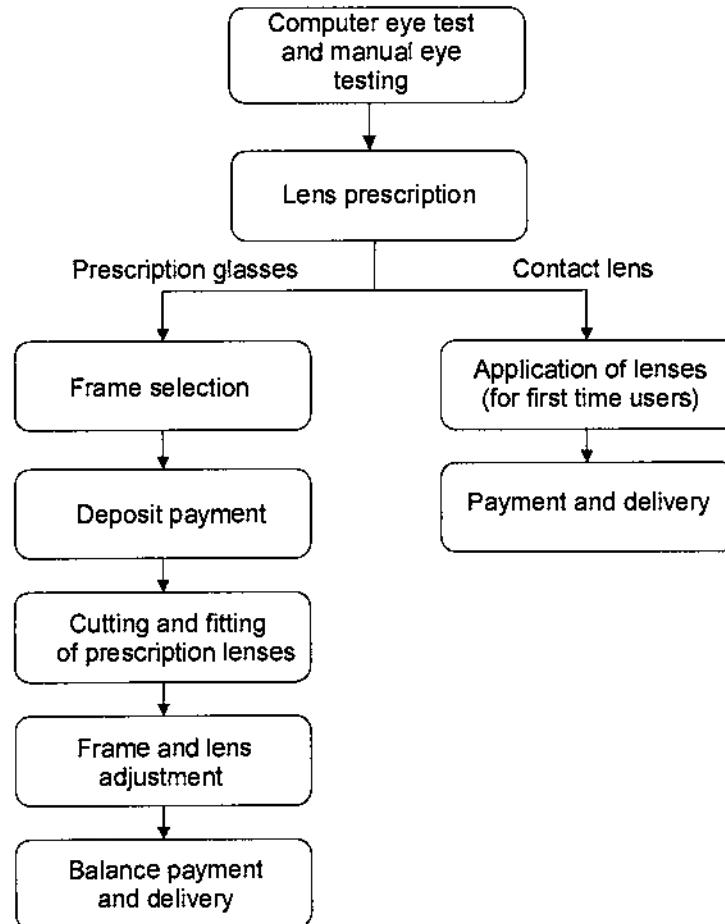 Computer eye test
and manual eye
testing
Lens prescription
Prescription glasses
Contact lens
Frame selection
Application of lenses
(for first time users)
Deposit payment
Payment and delivery
Cutting and fitting
of prescription lenses
Frame and lens
adjustment
Balance payment
and delivery